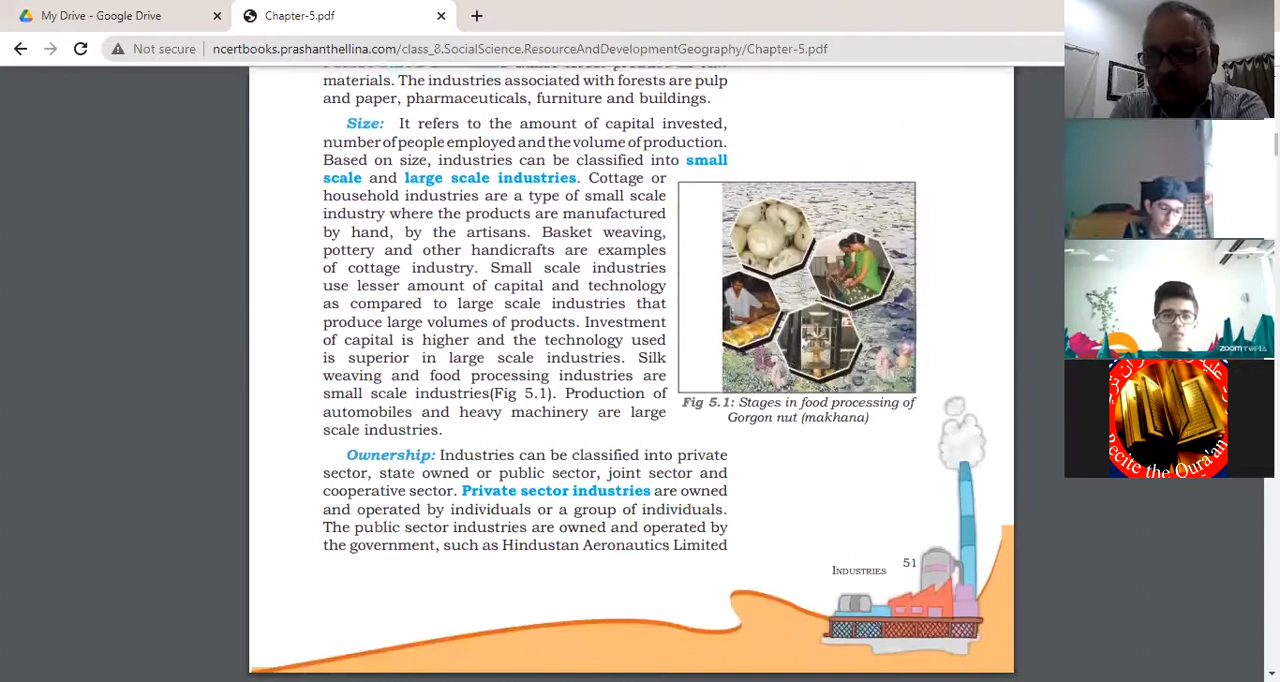 My Drive - Google Drive
Chapter-5.pdf
Not secure
ncertbooks.prashanthellina.com/class_8.SocialScience.ResourceAndDevelopmentGeography/Chapter-5.pdf
materials. The industries associated with forests are pulp
and paper, pharmaceuticals, furniture and buildings.
Size: It refers to the amount of capital invested,
number of people employed and the volume of production.
Based on size, industries can be classified into small
scale and large scale industries. Cottage or
household industries are a type of small scale
industry where the products are manufactured
by hand, by the artisans. Basket weaving,
pottery and other handicrafts are examples
of cottage industry. Small scale industries
use lesser amount of capital and technology
as compared to large scale industries that
produce large volumes of products. Investment
of capital is higher and the technology used
is superior in large scale industries. Silk
weaving and food processing industries are
small scale industries(Fig 5.1). Production of
automobiles and heavy machinery are large
scale industries.
Fig 5.1: Stages in food processing of
Gorgon nut (makhana)
Ownership: Industries can be classified into private
sector, state owned or public sector, joint sector and
cooperative sector. Private sector industries are owned
and operated by individuals or a group of individuals.
The public sector industries are owned and operated by
the government, such as Hindustan Aeronautics Limited
Industries 51
zoomtopia
Recite the Qura'an